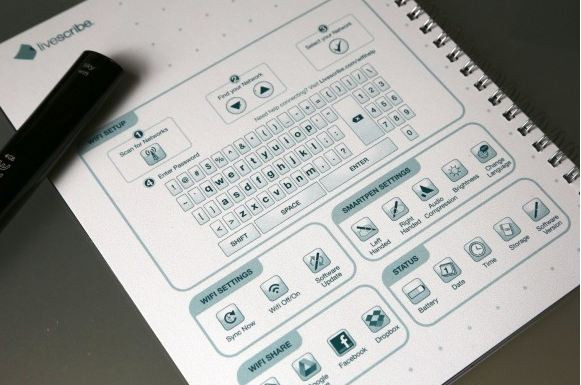 livescribe.
sky
wifi
WIFI SETUP
1
Scan for Networks
2
Find your Network
3
Select your Network
Need help connecting? Visit Livescribe.com/wifihelp
4 Enter Password
! @ # $ % ^ & * ( )
q w e r t y u i o p
a s d f g h j k l
z x c v b n m
1 2 3
4 5 6
7 8 9
0
SHIFT
SPACE
ENTER
SMARTPEN SETTINGS
Left Handed
Right Handed
Audio Compression
Brightness
Change Language
WIFI SETTINGS
Sync Now
Wifi On/On
Software Update
STATUS
Battery
Date
Time
Storage
Software Version
WIFI SHARE
Google
Facebook
Dropbox